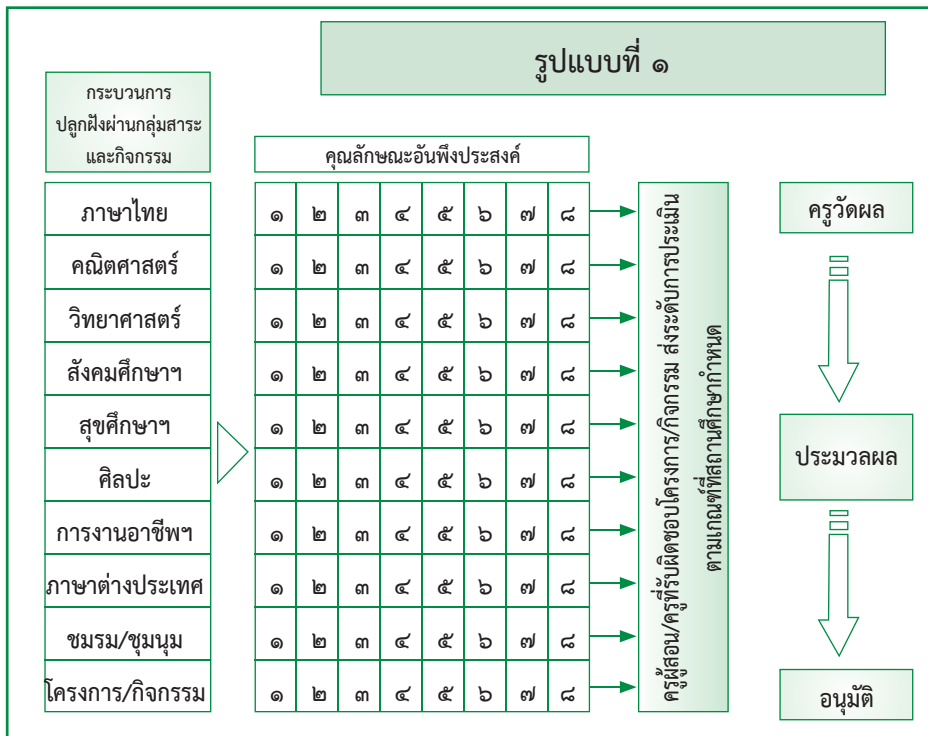 รูปแบบที่ ๑
กระบวนการ
ปลูกฝังผ่านกลุ่มสาระ
และกิจกรรม
คุณลักษณะอันพึงประสงค์
ภาษาไทย ๑ ๒ ๓ ๔ ๕ ๖ ๗ ๘
คณิตศาสตร์ ๑ ๒ ๓ ๔ ๕ ๖ ๗ ๘
วิทยาศาสตร์ ๑ ๒ ๓ ๔ ๕ ๖ ๗ ๘
สังคมศึกษาฯ ๑ ๒ ๓ ๔ ๕ ๖ ๗ ๘
สุขศึกษาฯ ๑ ๒ ๓ ๔ ๕ ๖ ๗ ๘
ศิลปะ ๑ ๒ ๓ ๔ ๕ ๖ ๗ ๘
การงานอาชีพฯ ๑ ๒ ๓ ๔ ๕ ๖ ๗ ๘
ภาษาต่างประเทศ ๑ ๒ ๓ ๔ ๕ ๖ ๗ ๘
ชมรม/ชุมนุม ๑ ๒ ๓ ๔ ๕ ๖ ๗ ๘
โครงการ/กิจกรรม ๑ ๒ ๓ ๔ ๕ ๖ ๗ ๘
ครูผู้สอน/ครูที่รับผิดชอบโครงการ/กิจกรรม ส่งระดับการประเมิน
ตามเกณฑ์ที่สถานศึกษากำหนด
ครูวัดผล
ประมวลผล
อนุมัติ